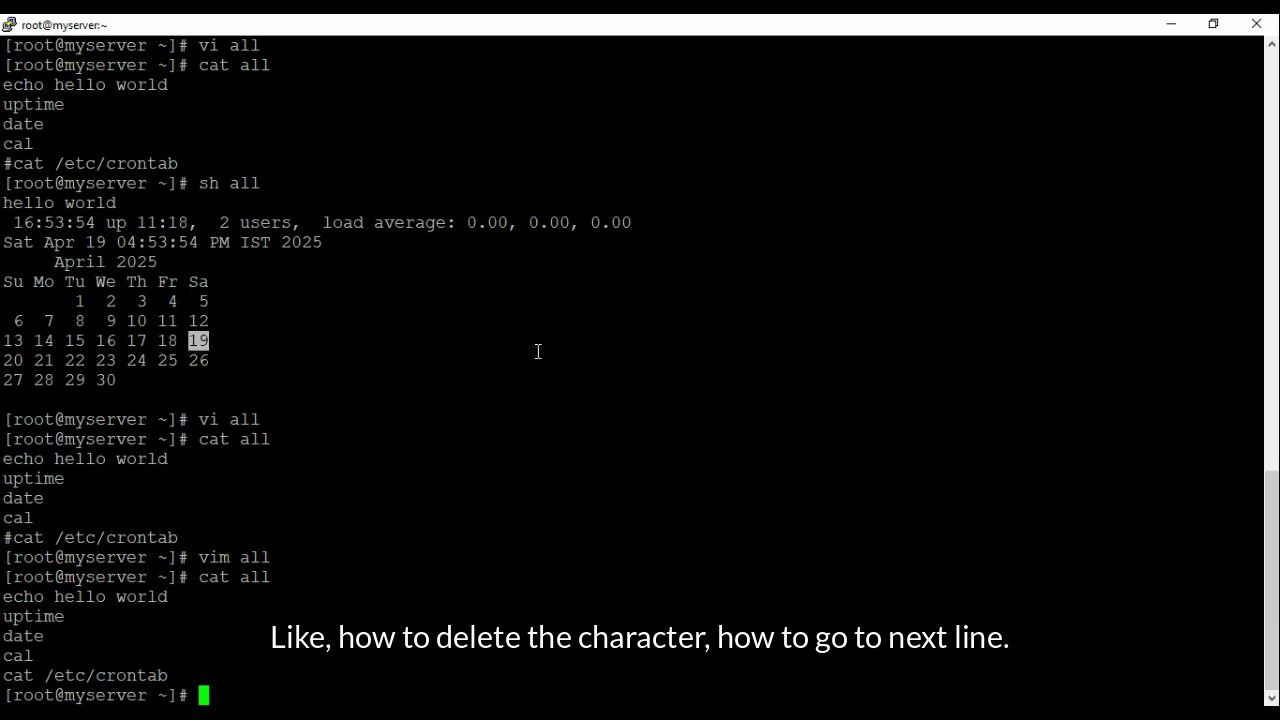 root@myserver:~
[root@myserver ~]# vi all
[root@myserver ~]# cat all
echo hello world
uptime
date
cal
#cat /etc/crontab
[root@myserver ~]# sh all
hello world
 16:53:54 up 11:18,  2 users,  load average: 0.00, 0.00, 0.00
Sat Apr 19 04:53:54 PM IST 2025
     April 2025
Su Mo Tu We Th Fr Sa
       1  2  3  4  5
 6  7  8  9 10 11 12
13 14 15 16 17 18 19
20 21 22 23 24 25 26
27 28 29 30
[root@myserver ~]# vi all
[root@myserver ~]# cat all
echo hello world
uptime
date
cal
#cat /etc/crontab
[root@myserver ~]# vim all
[root@myserver ~]# cat all
echo hello world
uptime
date
cal
cat /etc/crontab
[root@myserver ~]#
Like, how to delete the character, how to go to next line.